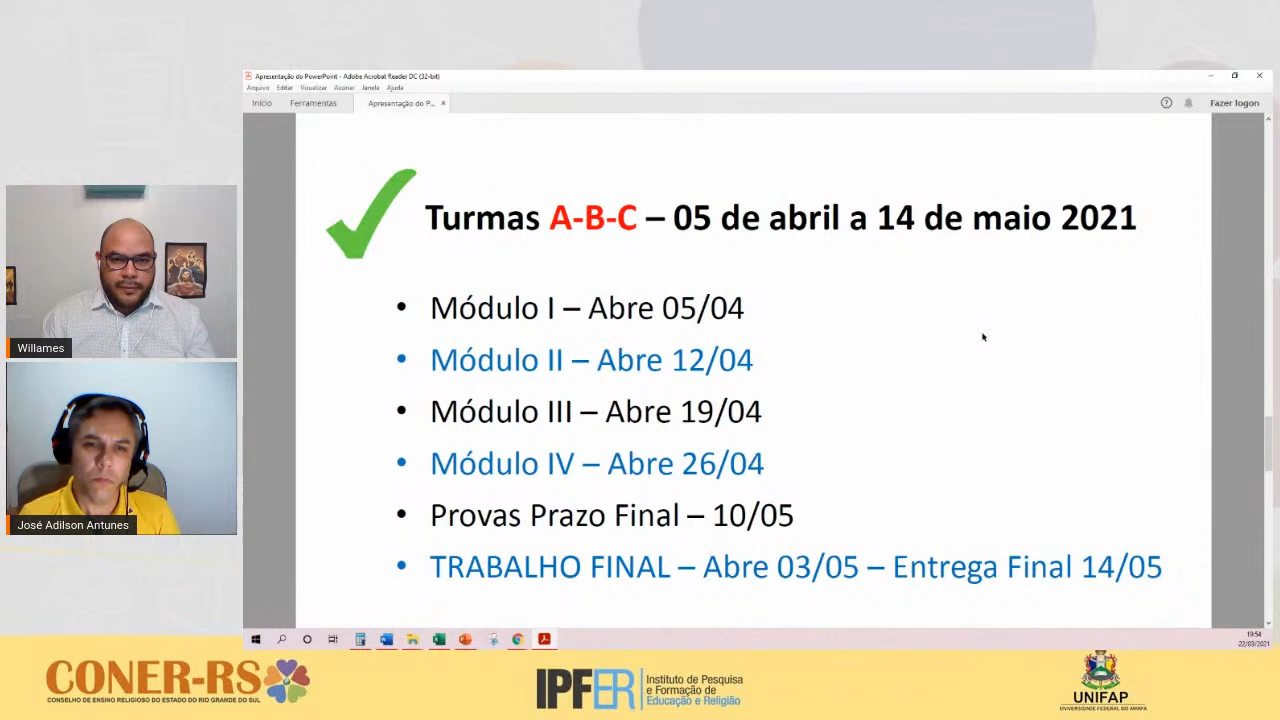 Apresentação do PowerPoint - Adobe Acrobat Reader DC (32-bit)
Arquivo Editar Visualizar Assinar Janela Ajuda
Início Ferramentas Apresentação do P... × Fazer logon
Turmas A-B-C – 05 de abril a 14 de maio 2021
• Módulo I – Abre 05/04
• Módulo II – Abre 12/04
• Módulo III – Abre 19/04
• Módulo IV – Abre 26/04
• Provas Prazo Final – 10/05
• TRABALHO FINAL – Abre 03/05 – Entrega Final 14/05
Willames
José Adilson Antunes
19:54
22/03/2021
CONER-RS
CONSELHO DE ENSINO RELIGIOSO DO ESTADO DO RIO GRANDE DO SUL
IPFER
Instituto de Pesquisa
e Formação de
Educação e Religião
UNIFAP
UNIVERSIDADE FEDERAL DO AMAPÁ